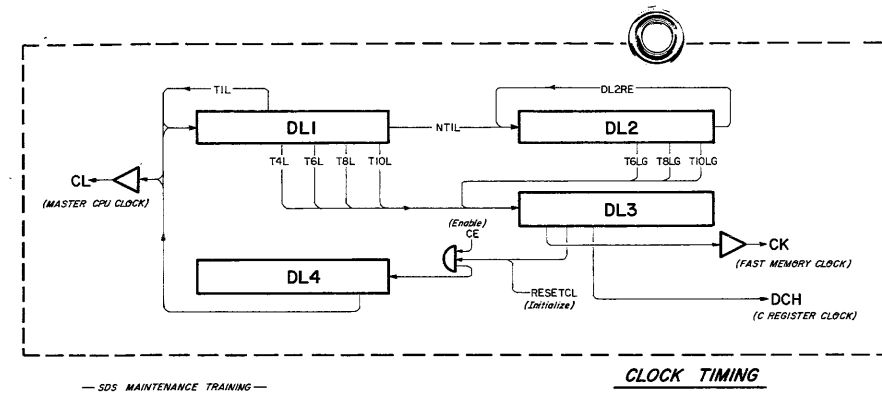 T1L
DL2RE
DL1
NT1L
DL2
T4L T6L T8L T10L
T6LG T8LG T10LG
CL
(MASTER CPU CLOCK)
DL3
(Enable)
CE
CK
(FAST MEMORY CLOCK)
DL4
RESETCL
(Initialize)
DCH
(C REGISTER CLOCK)
— SDS MAINTENANCE TRAINING —
CLOCK TIMING